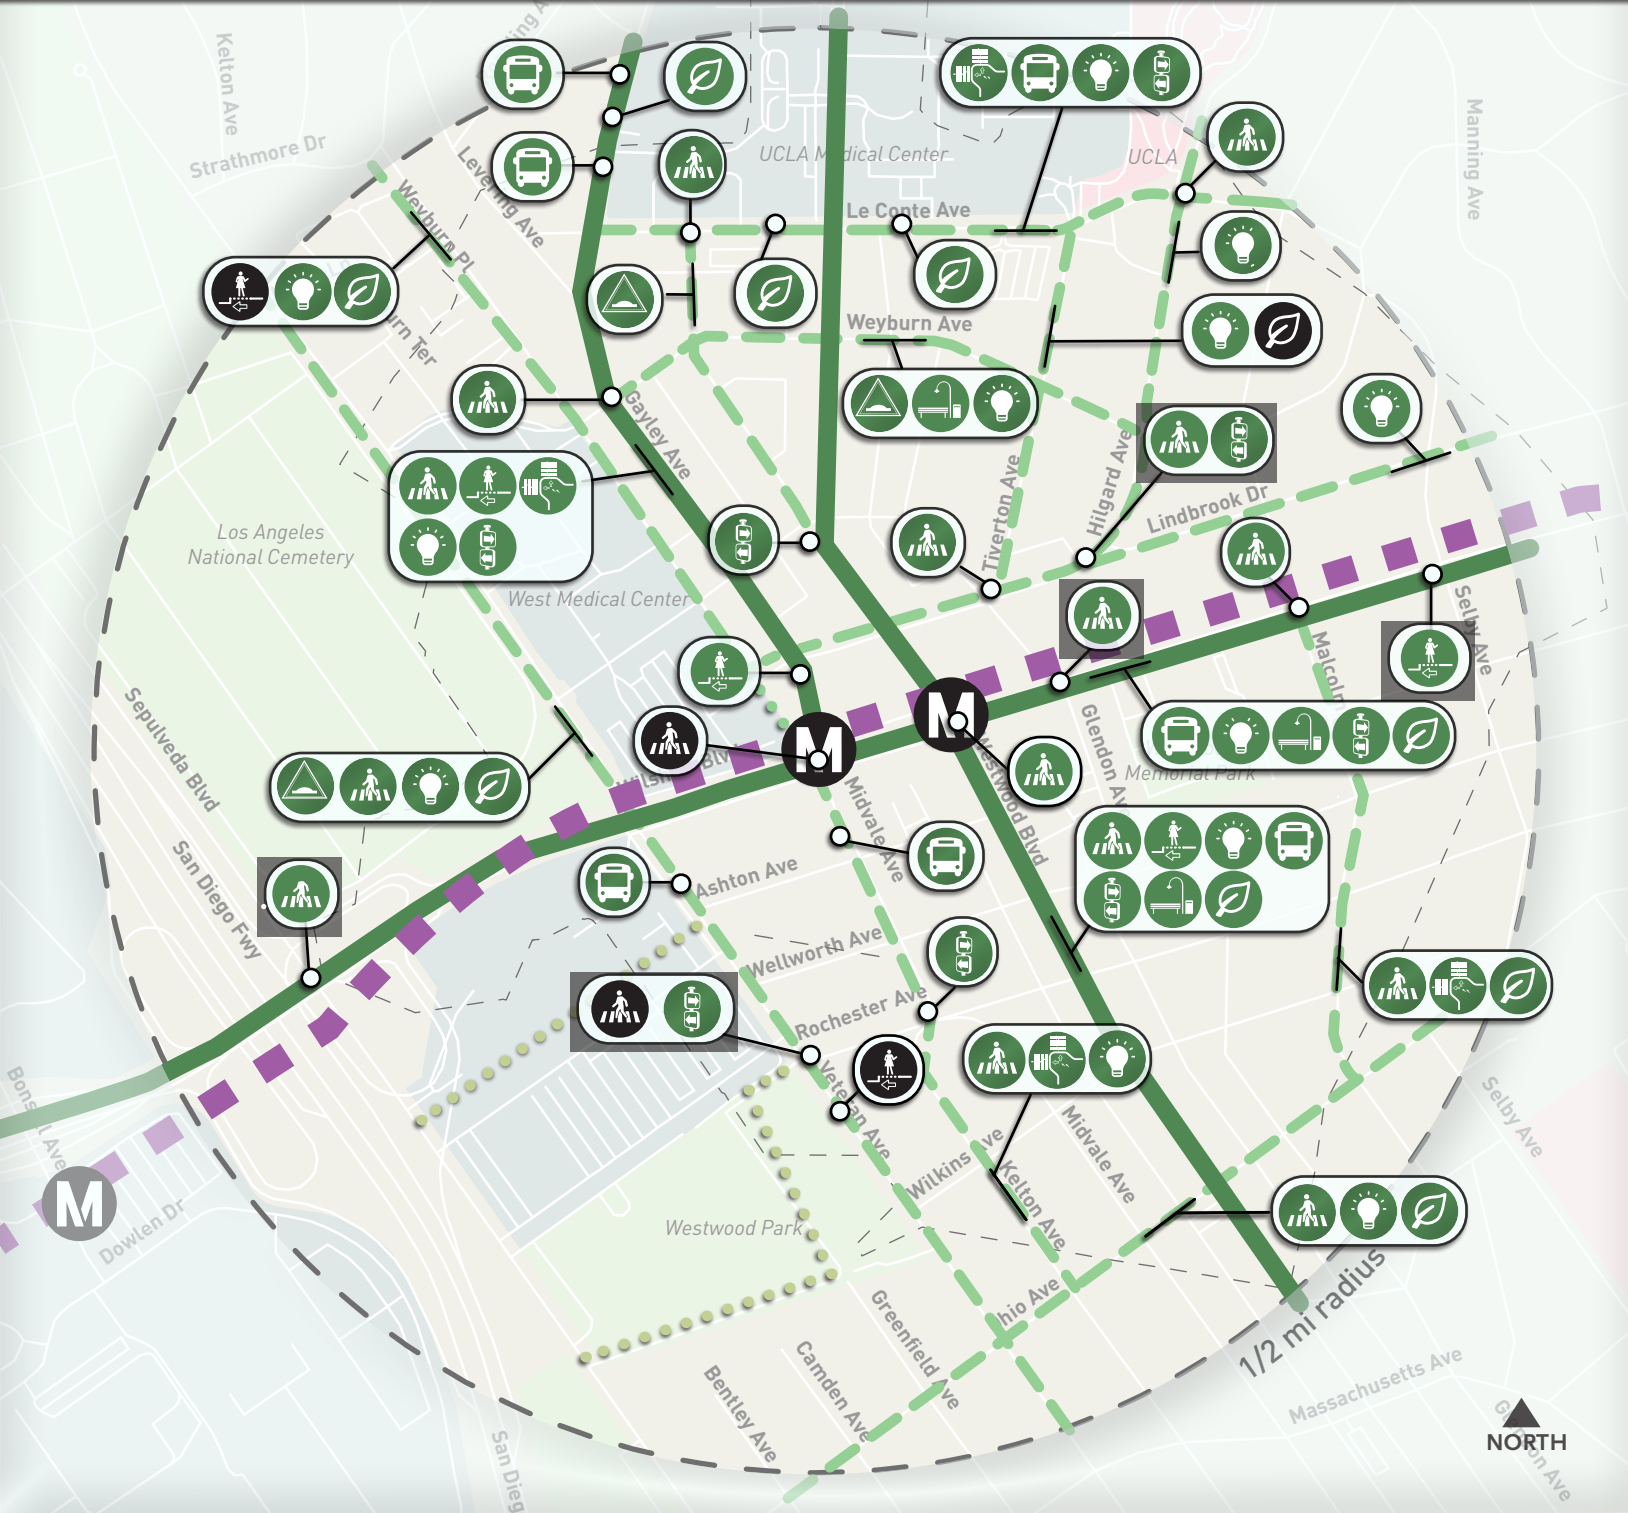 Kelton Ave
Strathmore Dr
Levering Ave
Weyburn Pl
UCLA Medical Center
UCLA
Manning Ave
Le Conte Ave
Weyburn Ave
Gayley Ave
Tiverton Ave
Hilgard Ave
Lindbrook Dr
Los Angeles
National Cemetery
West Medical Center
Selby Ave
Sepulveda Blvd
San Diego Fwy
M
M
Midvale Ave
Westwood Blvd
Glendon Ave
Memorial Park
Ashton Ave
Wellworth Ave
Rochester Ave
Veteran Ave
Wilkins Ave
Kelton Ave
Midvale Ave
Selby Ave
M
Dowlen Dr
Westwood Park
Greenfield Ave
Camden Ave
Bentley Ave
1/2 mi radius
Massachusetts Ave
NORTH